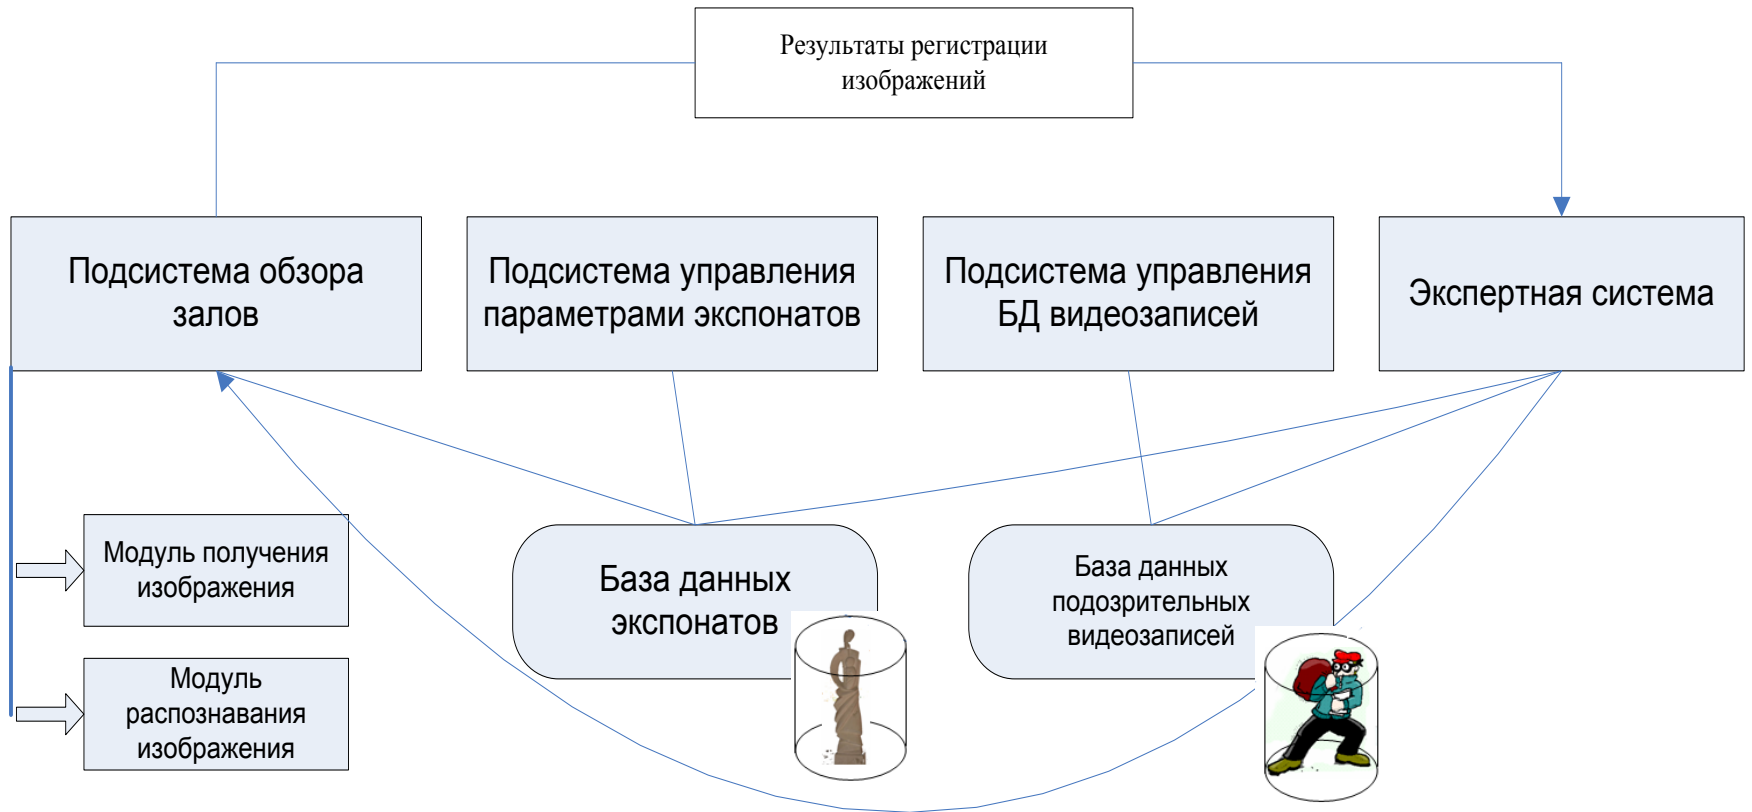 Результаты регистрации
изображений
Подсистема обзора
залов
Подсистема управления
параметрами экспонатов
Подсистема управления
БД видеозаписей
Экспертная система
Модуль получения
изображения
База данных
экспонатов
База данных
подозрительных
видеозаписей
Модуль
распознавания
изображения